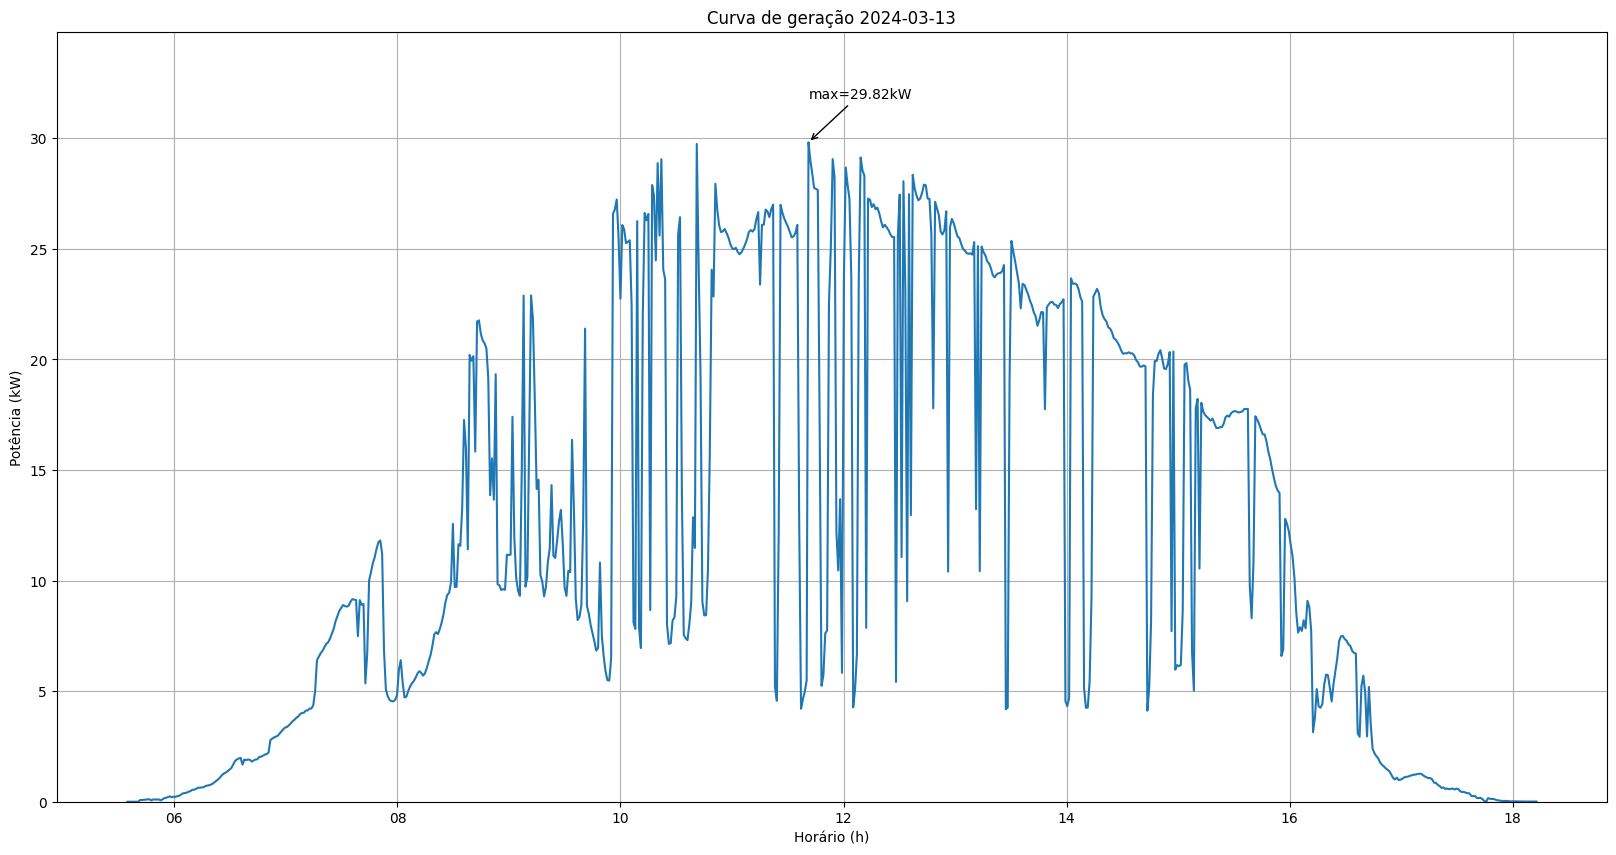 Curva de geração 2024-03-13
max=29.82kW
Potência (kW)
30
25
20
15
10
5
0
06 08 10 12 14 16 18
Horário (h)